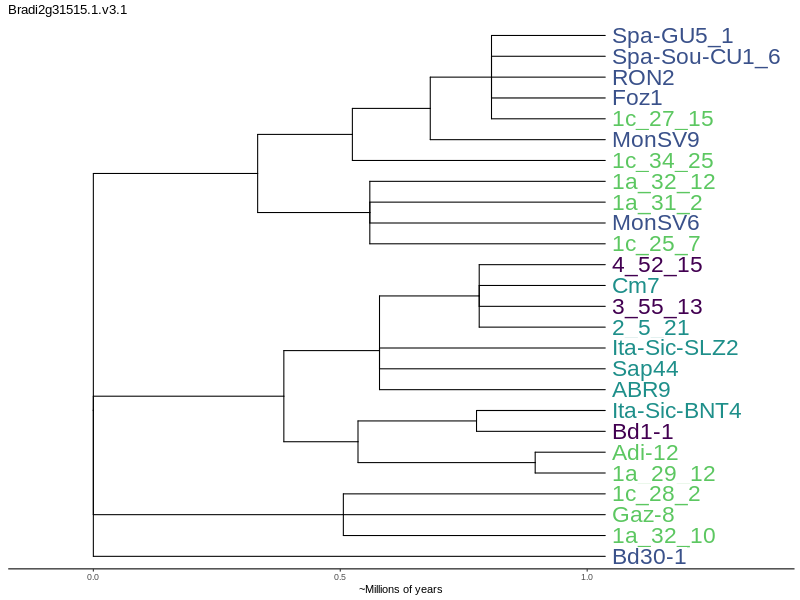 Bradi2g31515.1.v3.1
Spa-GU5_1
Spa-Sou-CU1_6
RON2
Foz1
1c_27_15
MonSV9
1c_34_25
1a_32_12
1a_31_2
MonSV6
1c_25_7
4_52_15
Cm7
3_55_13
2_5_21
Ita-Sic-SLZ2
Sap44
ABR9
Ita-Sic-BNT4
Bd1-1
Adi-12
1a_29_12
1c_28_2
Gaz-8
1a_32_10
Bd30-1
0.0 0.5 1.0
~Millions of years